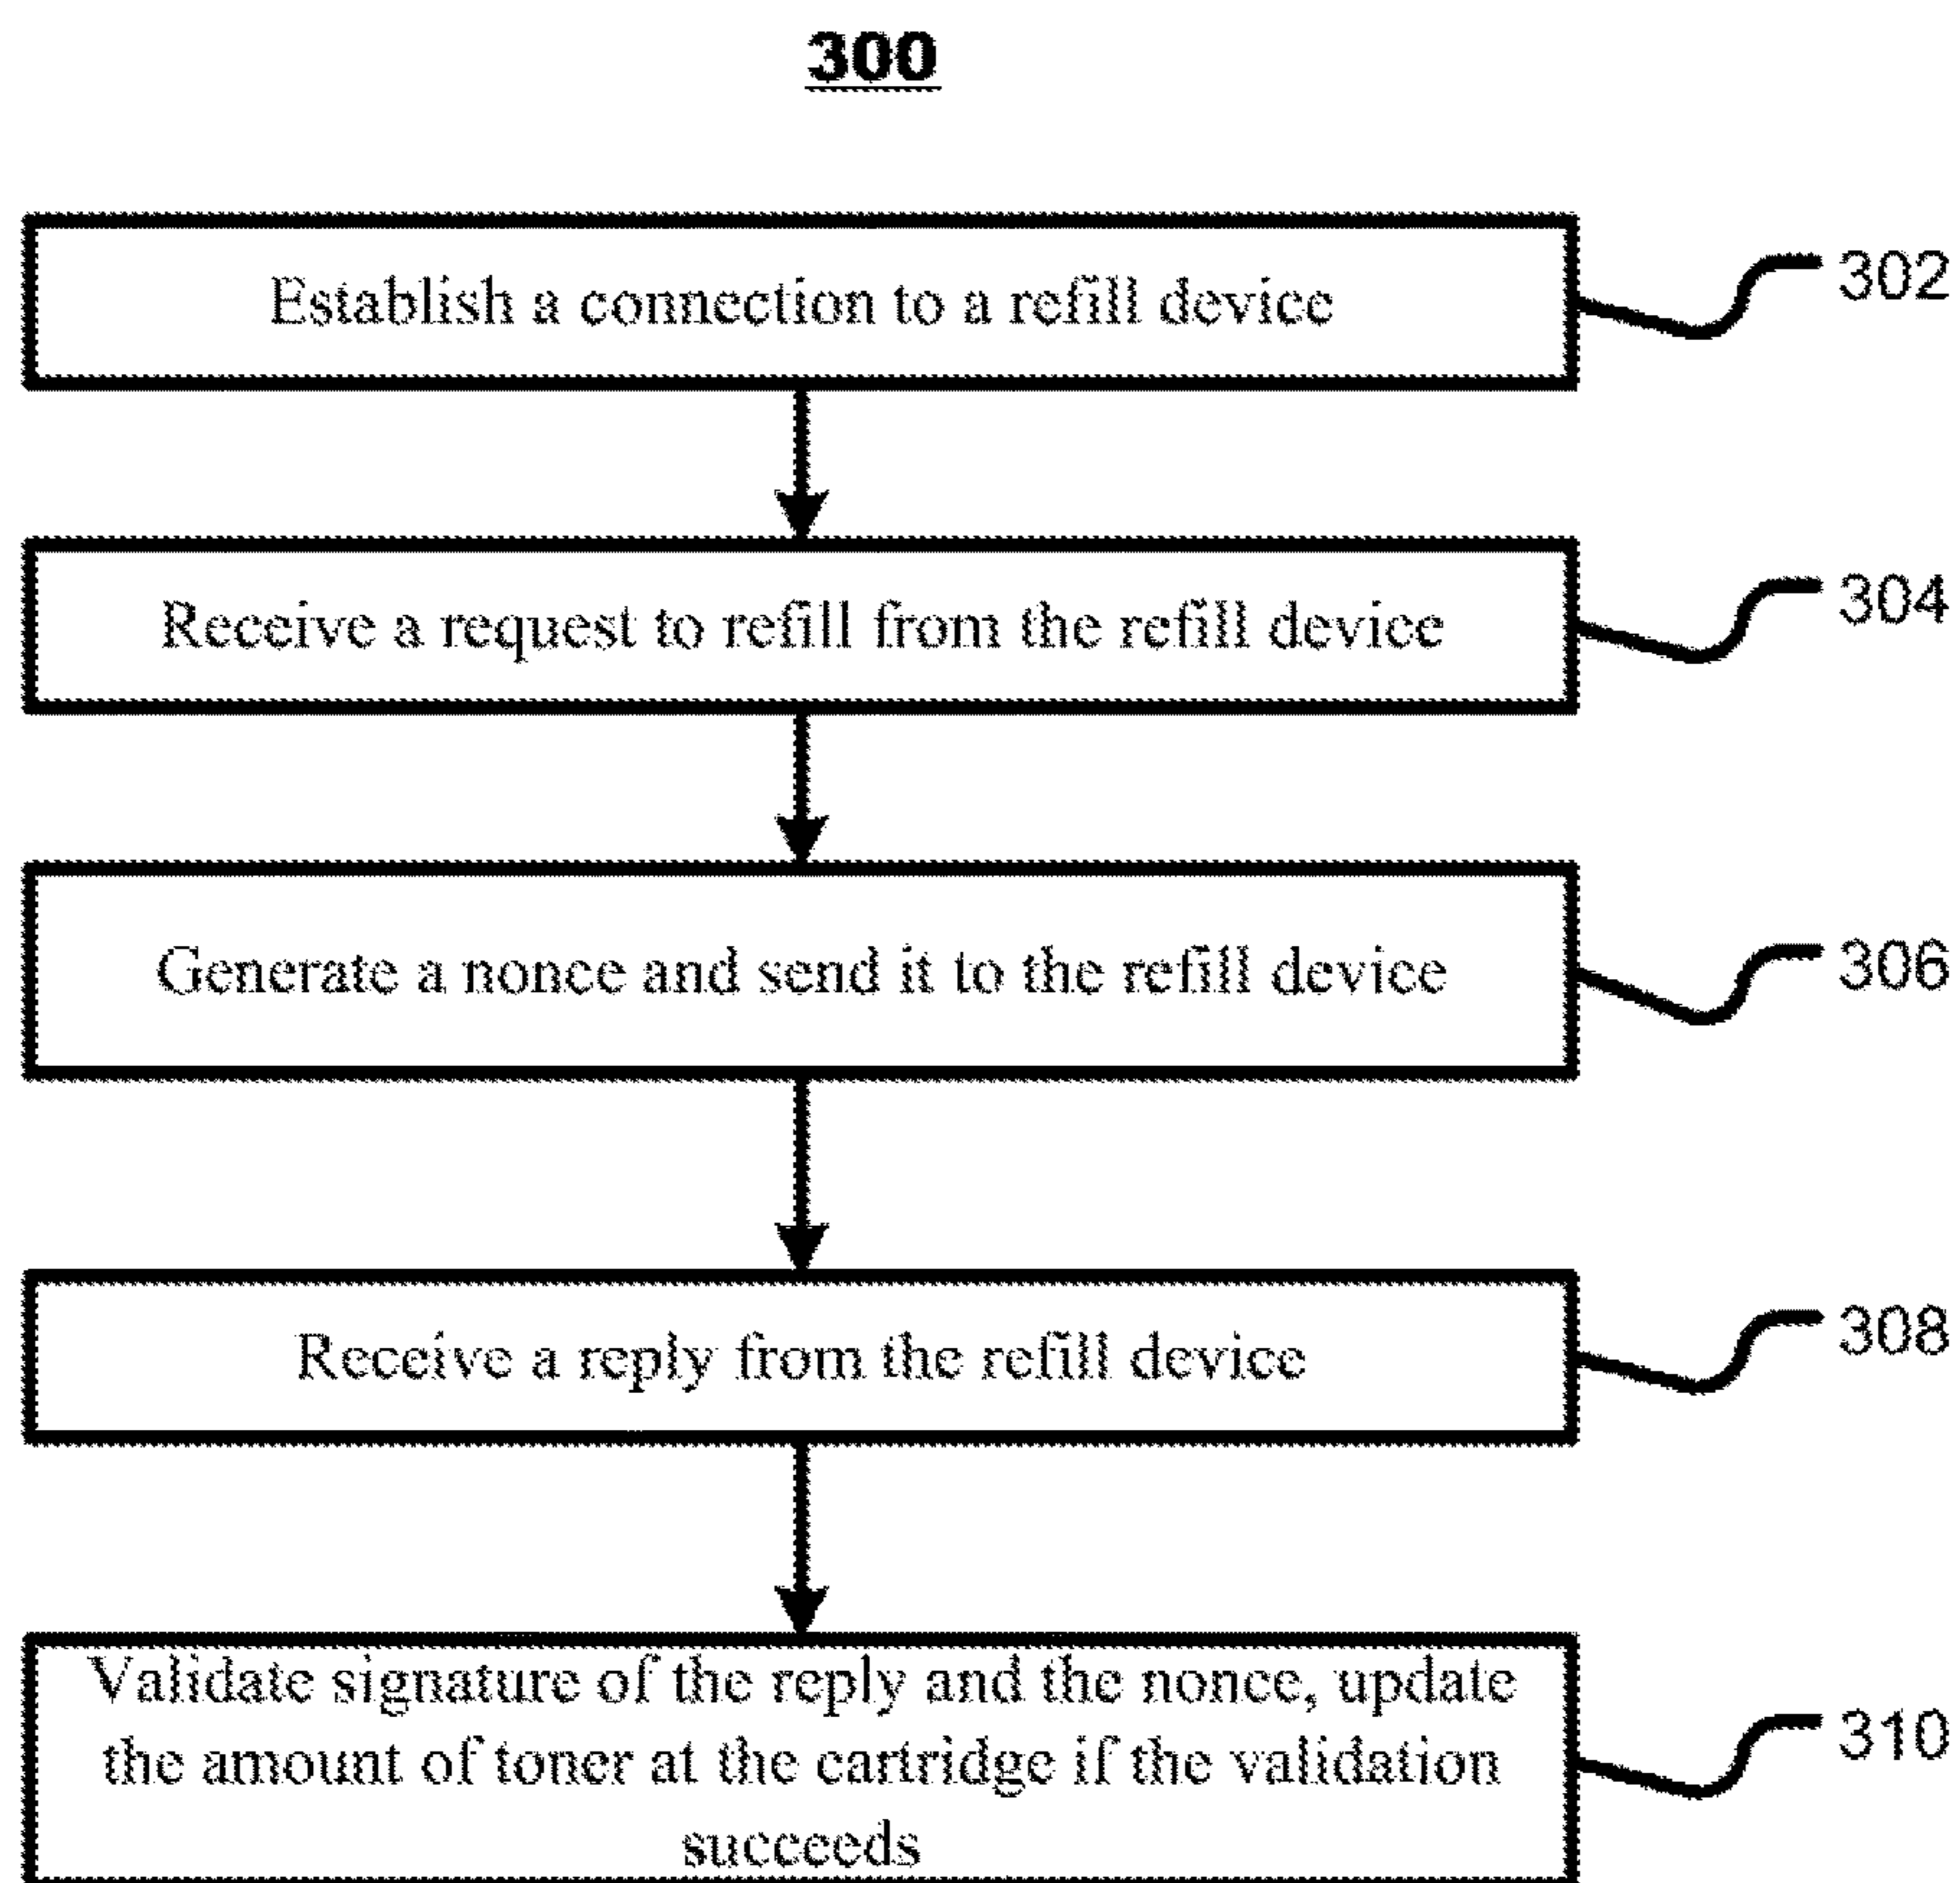 300
Establish a connection to a refill device
302
Receive a request to refill from the refill device
304
Generate a nonce and send it to the refill device
306
Receive a reply from the refill device
308
Validate signature of the reply and the nonce, update
the amount of toner at the cartridge if the validation
succeeds
310